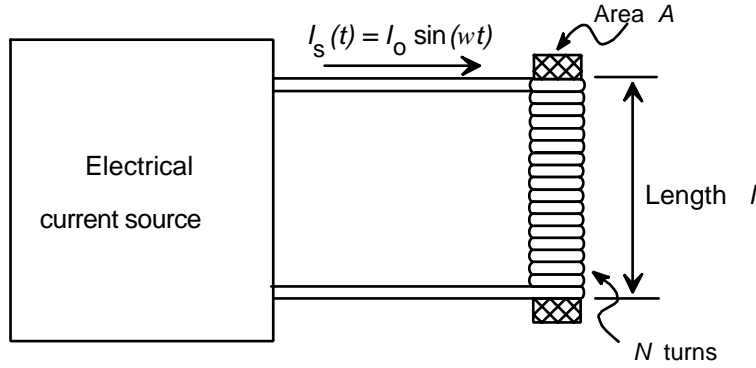 Area A
I_s(t) = I_o sin(wt)
Electrical
current source
Length l
N turns